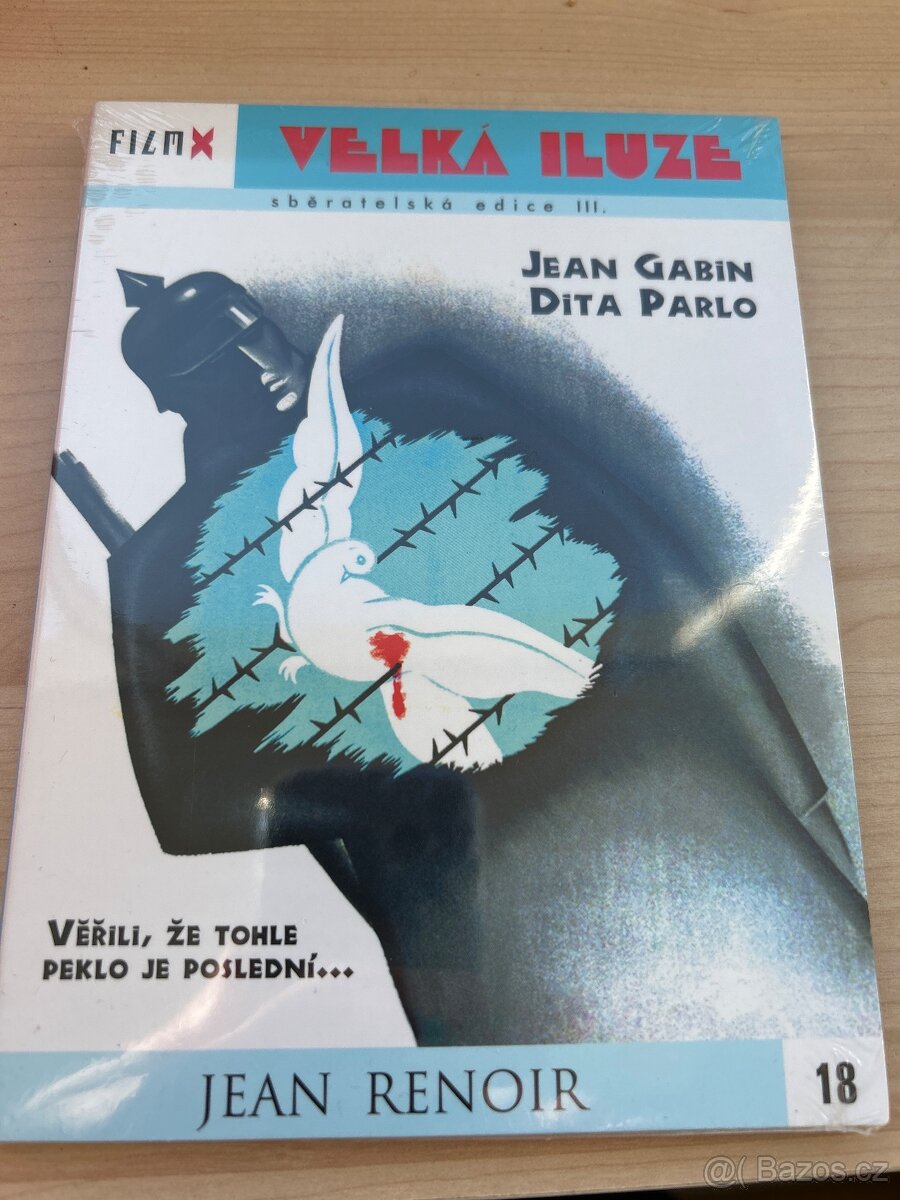 FILMX
VELKÁ ILUZE
sběratelská edice III.
JEAN GABIN
DITA PARLO
VĚŘILI, ŽE TOHLE
PEKLO JE POSLEDNÍ...
JEAN RENOIR
18
@( Bazos.cz